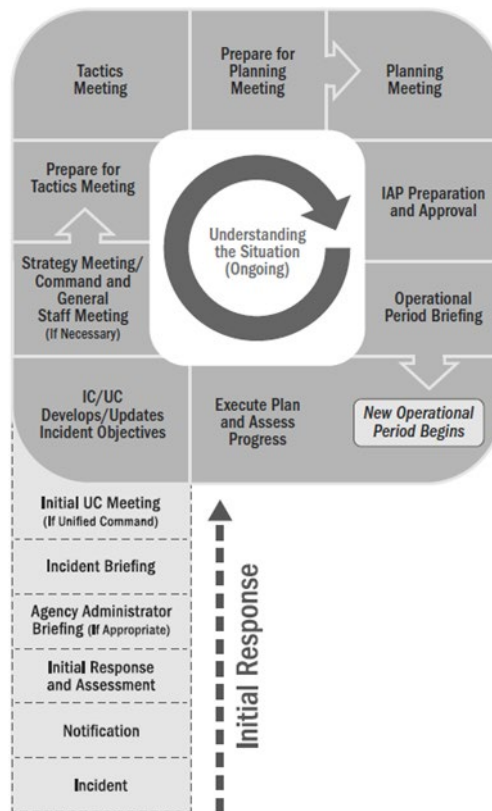 Tactics
Meeting
Prepare for
Planning
Meeting
Planning
Meeting
Prepare for
Tactics Meeting
IAP Preparation
and Approval
Understanding
the Situation
(Ongoing)
Strategy Meeting/
Command and
General
Staff Meeting
(If Necessary)
Operational
Period Briefing
IC/UC
Develops/Updates
Incident Objectives
Execute Plan
and Assess
Progress
New Operational
Period Begins
Initial UC Meeting
(If Unified Command)
Incident Briefing
Agency Administrator
Briefing (If Appropriate)
Initial Response
and Assessment
Notification
Incident
Initial Response